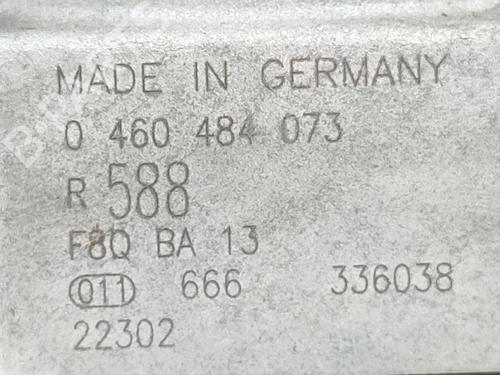 MADE IN GERMANY
0 460 484 073
R 588
F8Q BA 13
011 666 336038
22302